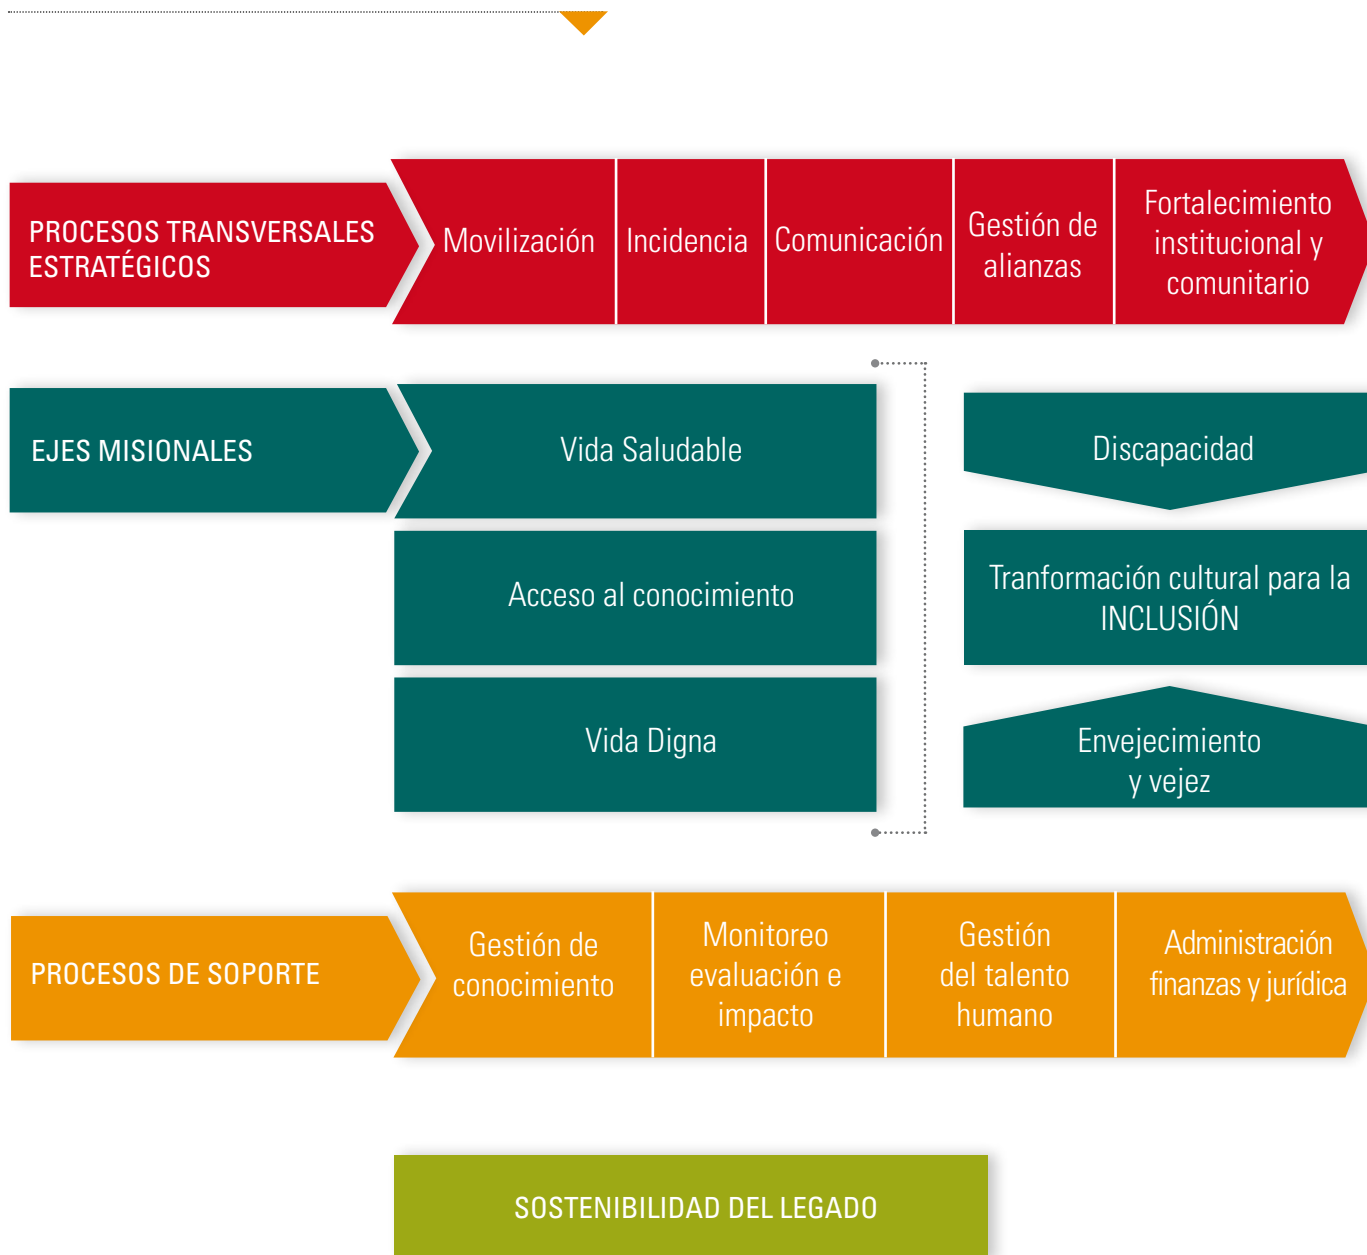 PROCESOS TRANSVERSALES
ESTRATÉGICOS
Movilización
Incidencia
Comunicación
Gestión de
alianzas
Fortalecimiento
institucional y
comunitario
EJES MISIONALES
Vida Saludable
Acceso al conocimiento
Vida Digna
Discapacidad
Tranformación cultural para la
INCLUSIÓN
Envejecimiento
y vejez
PROCESOS DE SOPORTE
Gestión de
conocimiento
Monitoreo
evaluación e
impacto
Gestión
del talento
humano
Administración
finanzas y jurídica
SOSTENIBILIDAD DEL LEGADO